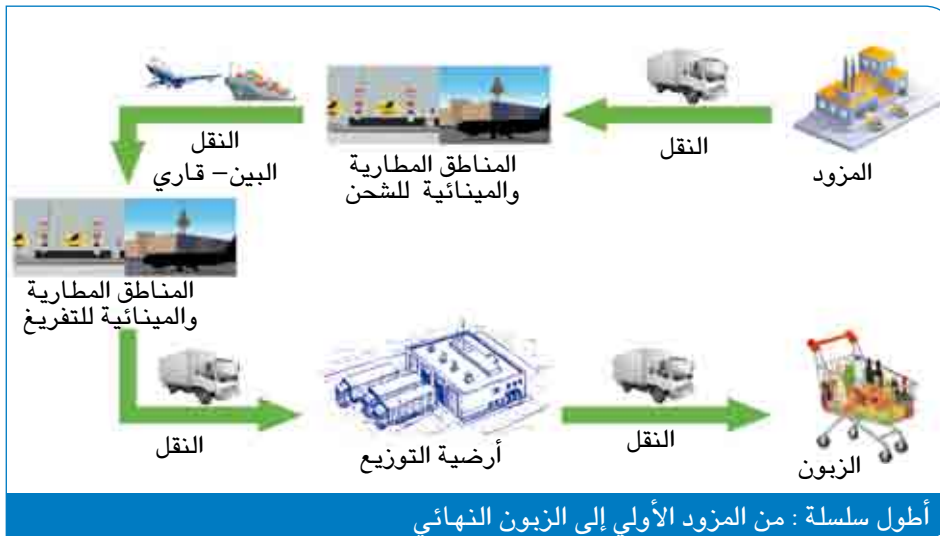 المزود
النقل
المناطق المطارية
والمينائية للشحن
النقل
البين– قاري
المناطق المطارية
والمينائية للتفريغ
النقل
أرضية التوزيع
النقل
الزبون
أطول سلسلة : من المزود الأولي إلى الزبون النهائي